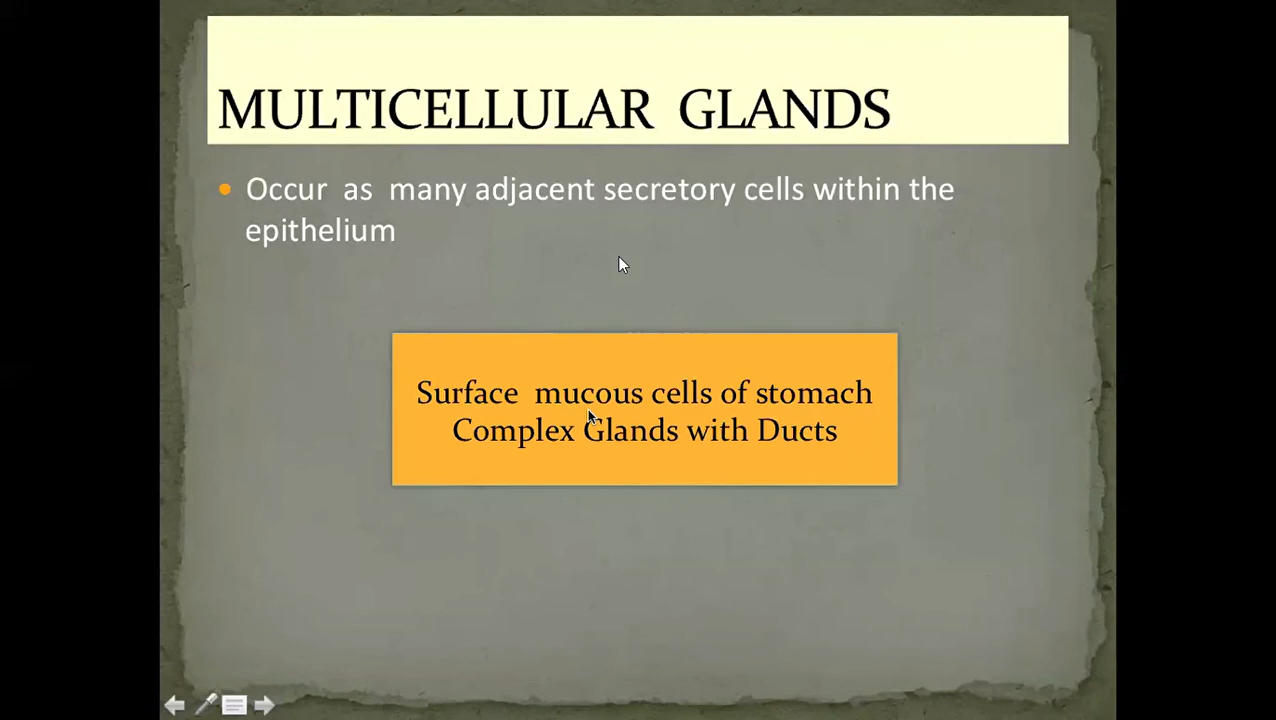 MULTICELLULAR GLANDS
Occur as many adjacent secretory cells within the
epithelium
Surface mucous cells of stomach
Complex Glands with Ducts